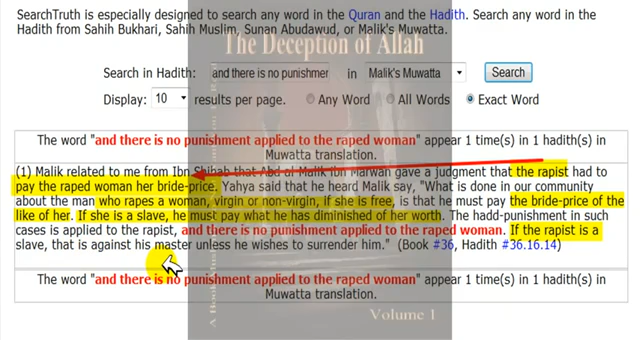 SearchTruth is especially designed to search any word in the Quran and the Hadith. Search any word in the
Hadith from Sahih Bukhari, Sahih Muslim, Sunan Abudawud, or Malik's Muwatta.
The Deception of Allah
Search in Hadith: and there is no punishmer in Malik's Muwatta Search
Display: 10 results per page. Any Word All Words Exact Word
The word "and there is no punishment applied to the raped woman" appear 1 time(s) in 1 hadith(s) in
Muwatta translation.
(1) Malik related to me from Ibn Shihab that Abd al-Malik ibn Marwan gave a judgment that the rapist had to
pay the raped woman her bride-price. Yahya said that he heard Malik say, "What is done in our community
about the man who rapes a woman, virgin or non-virgin, if she is free, is that he must pay the bride-price of the
like of her. If she is a slave, he must pay what he has diminished of her worth. The hadd-punishment in such
cases is applied to the rapist, and there is no punishment applied to the raped woman. If the rapist is a
slave, that is against his master unless he wishes to surrender him." (Book #36, Hadith #36.16.14)
The word "and there is no punishment applied to the raped woman" appear 1 time(s) in 1 hadith(s) in
Muwatta translation.
Volume 1